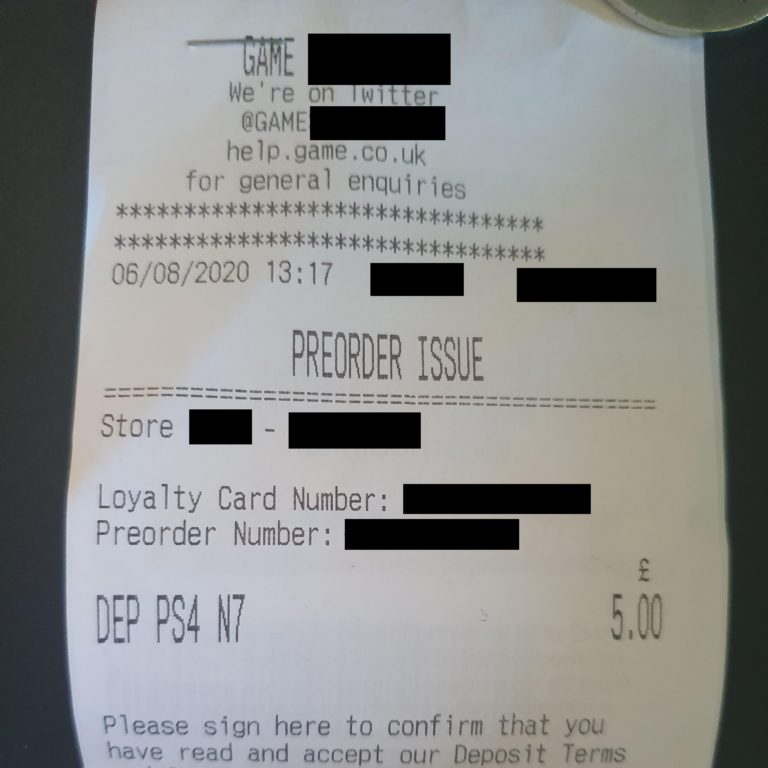 GAME
We're on Twitter
@GAME
help.game.co.uk
for general enquiries
********************************
********************************
06/08/2020 13:17
PREORDER ISSUE
=========================================
Store -
Loyalty Card Number:
Preorder Number:
£
DEP PS4 N7 5.00
Please sign here to confirm that you
have read and accept our Deposit Terms